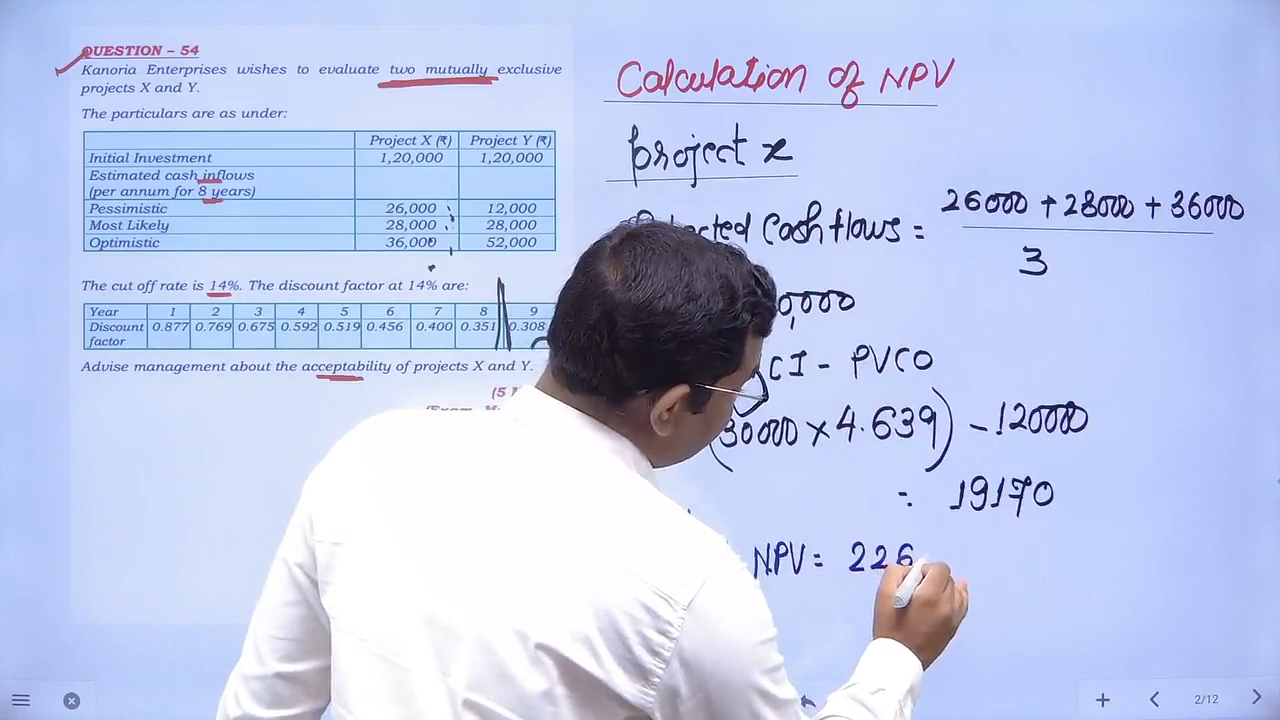 QUESTION – 54
Kanoria Enterprises wishes to evaluate two mutually exclusive
projects X and Y.
The particulars are as under:
Project X (₹) Project Y (₹)
Initial Investment 1,20,000 1,20,000
Estimated cash inflows
(per annum for 8 years)
Pessimistic 26,000 12,000
Most Likely 28,000 28,000
Optimistic 36,000 52,000
The cut off rate is 14%. The discount factor at 14% are:
Year 1 2 3 4 5 6 7 8 9
Discount factor 0.877 0.769 0.675 0.592 0.519 0.456 0.400 0.351 0.308
Advise management about the acceptability of projects X and Y.
(5
Calculation of NPV
project x
Cash flows = 26000 + 28000 + 36000
3
0,000
CI - PVCO
(30000 × 4.639) - 120000
= 19170
NPV = 226
2/12